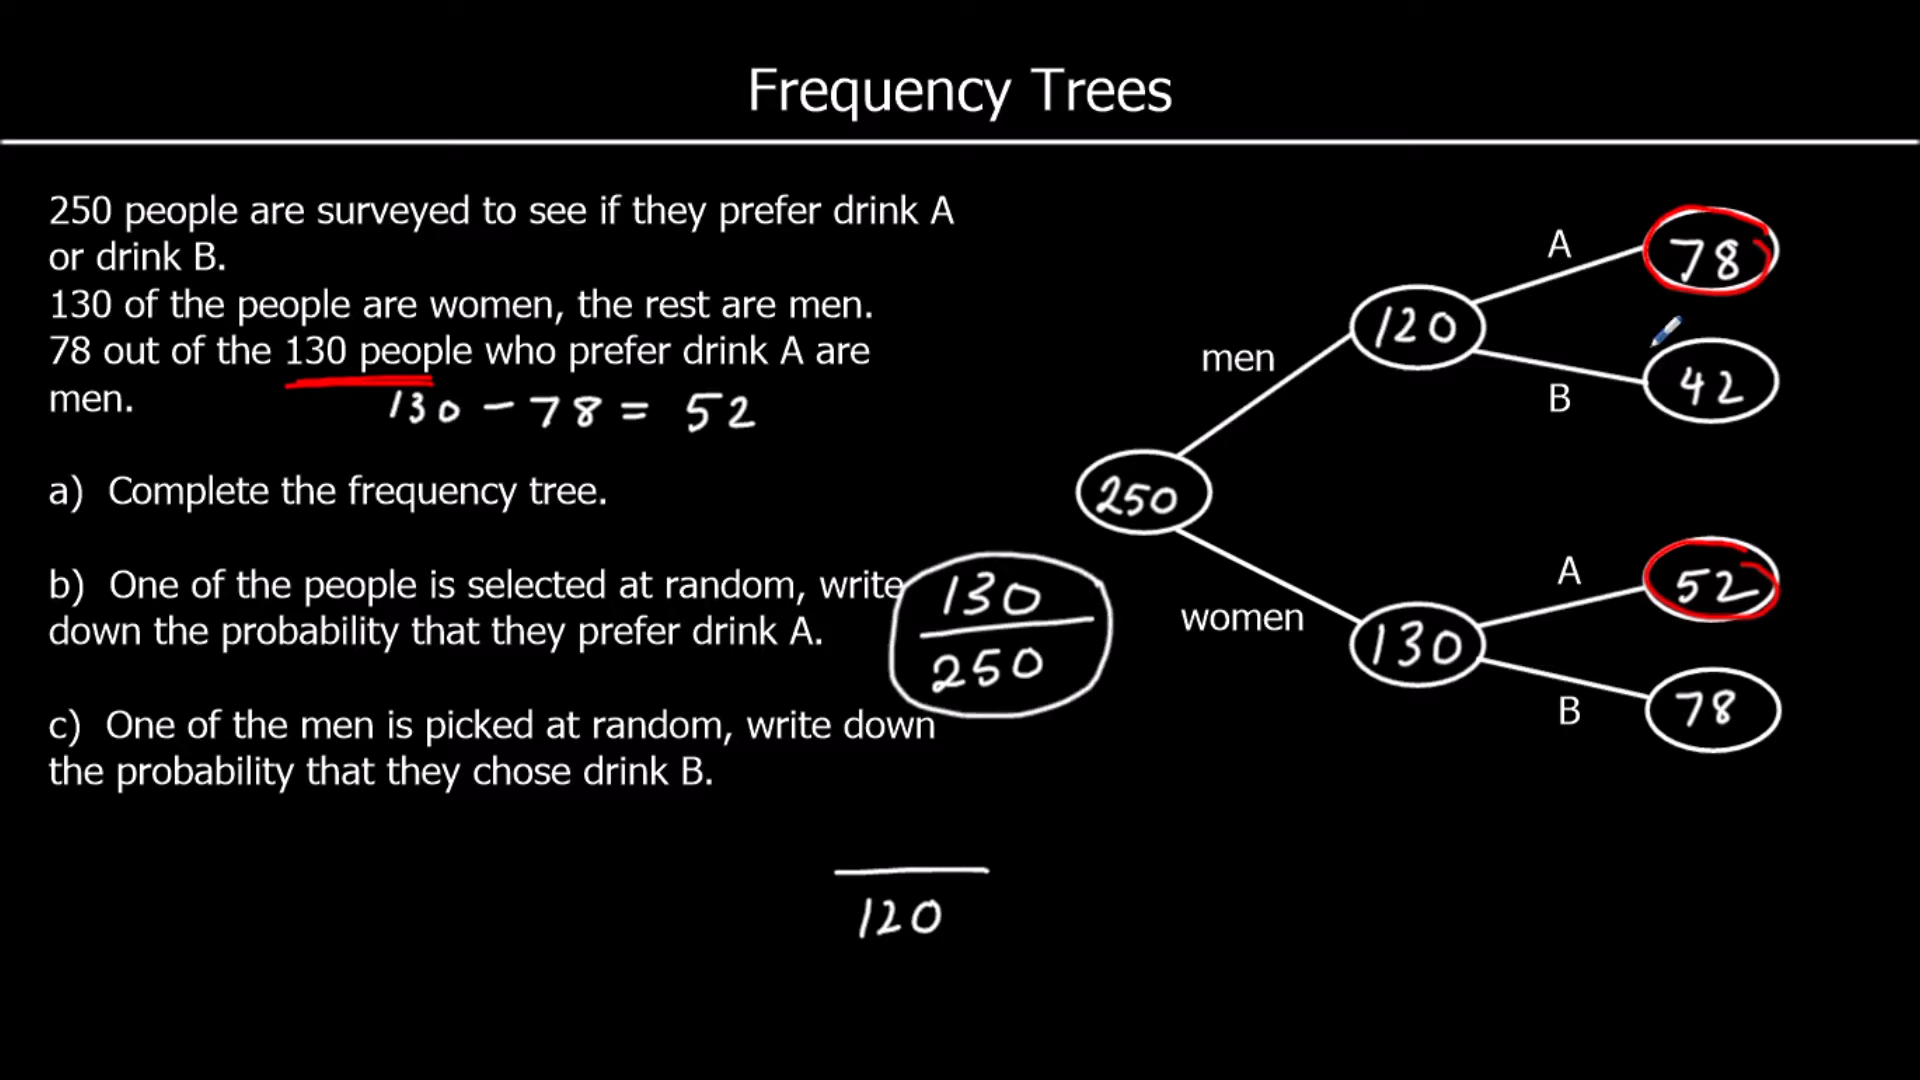 Frequency Trees
250 people are surveyed to see if they prefer drink A
or drink B.
130 of the people are women, the rest are men.
78 out of the 130 people who prefer drink A are
men.
130 - 78 = 52
a) Complete the frequency tree.
b) One of the people is selected at random, write
down the probability that they prefer drink A.
130
250
c) One of the men is picked at random, write down
the probability that they chose drink B.
120
250
men
120
A
78
B
42
women
130
A
52
B
78